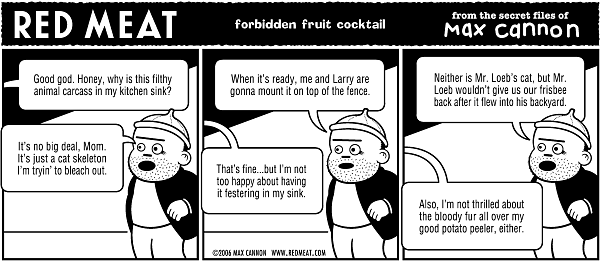 RED MEAT
forbidden fruit cocktail
from the secret files of
Max cannon
Good god. Honey, why is this filthy
animal carcass in my kitchen sink?
It's no big deal, Mom.
It's just a cat skeleton
I'm tryin' to bleach out.
When it's ready, me and Larry are
gonna mount it on top of the fence.
That's fine...but I'm not
too happy about having
it festering in my sink.
©2006 MAX CANNON WWW.REDMEAT.COM
Neither is Mr. Loeb's cat, but Mr.
Loeb wouldn't give us our frisbee
back after it flew into his backyard.
Also, I'm not thrilled about
the bloody fur all over my
good potato peeler, either.